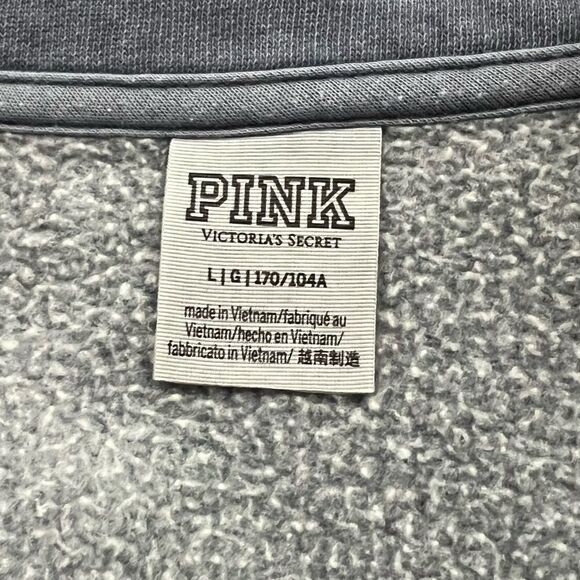 PINK
VICTORIA'S SECRET
L | G | 170/104A
made in Vietnam/fabriqué au
Vietnam/hecho en Vietnam/
fabbricato in Vietnam/ 越南制造